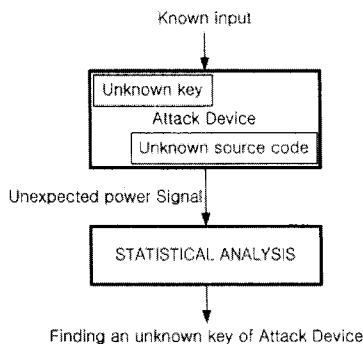 Known input
Unknown key
Attack Device
Unknown source code
Unexpected power Signal
STATISTICAL ANALYSIS
Finding an unknown key of Attack Device